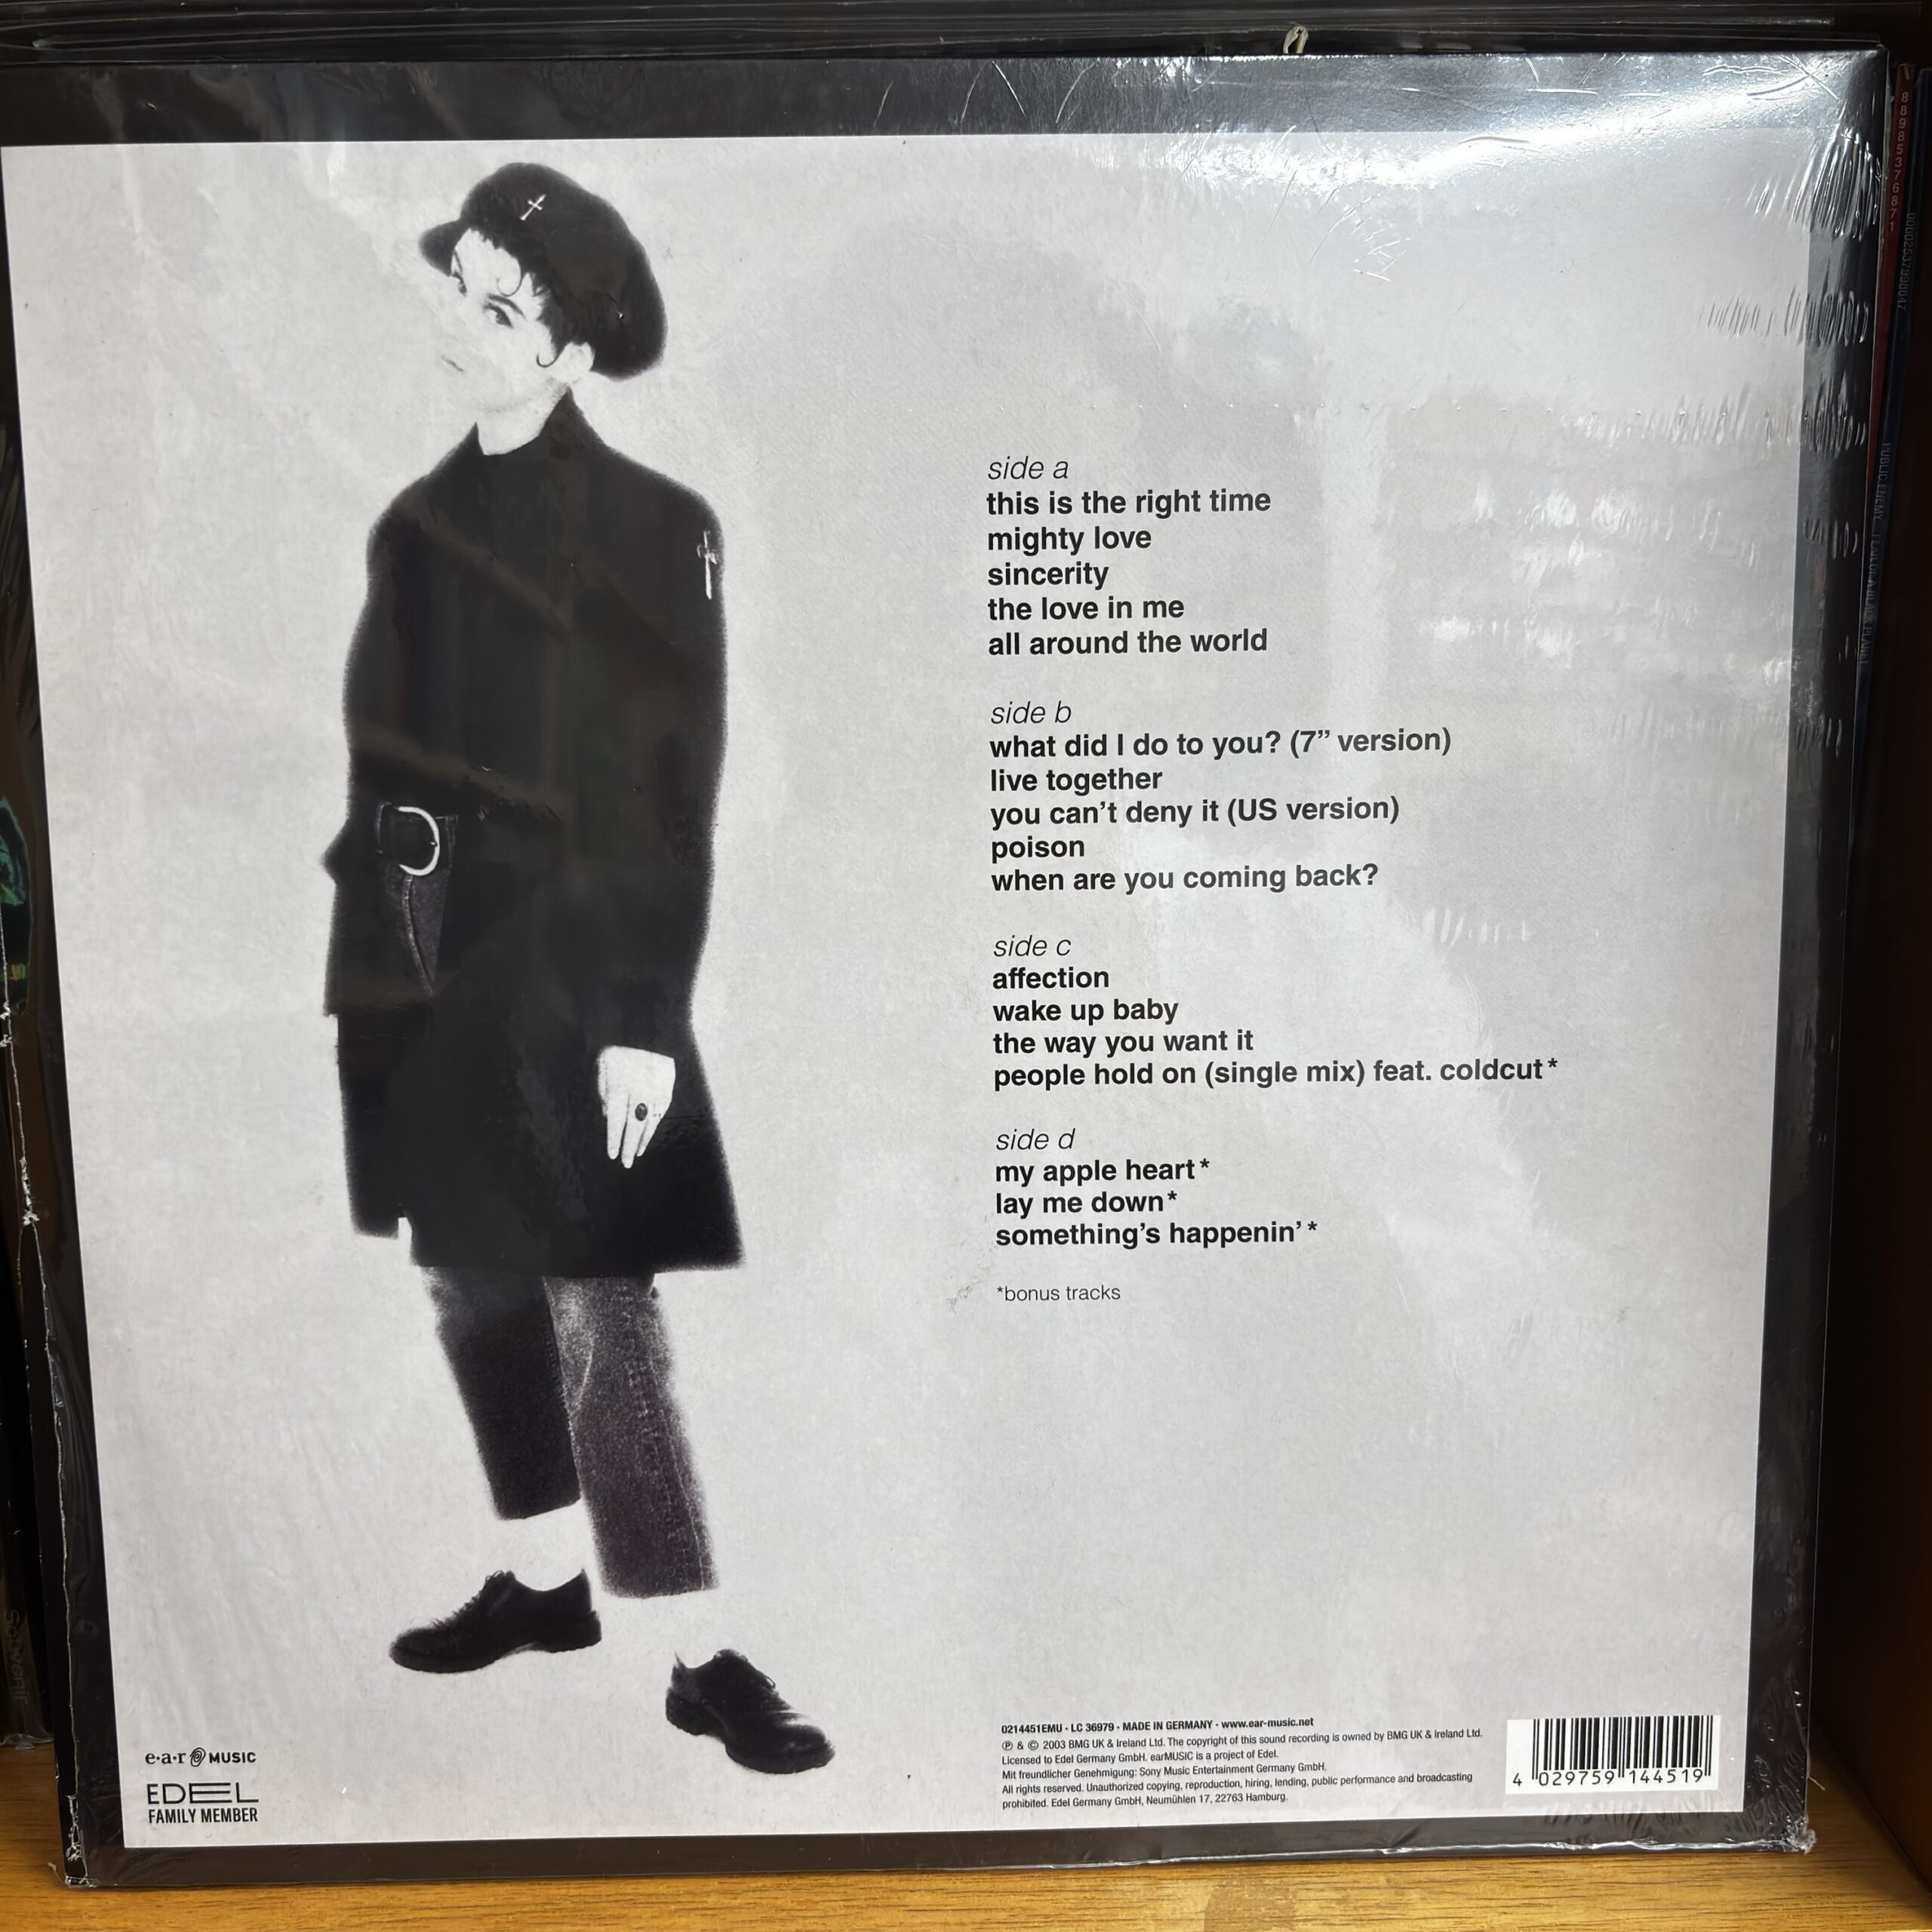 side a
this is the right time
mighty love
sincerity
the love in me
all around the world
side b
what did I do to you? (7” version)
live together
you can’t deny it (US version)
poison
when are you coming back?
side c
affection
wake up baby
the way you want it
people hold on (single mix) feat. coldcut*
side d
my apple heart*
lay me down*
something’s happenin’*
*bonus tracks
e·a·r MUSIC
EDEL
FAMILY MEMBER
0214451EMU · LC 36979 · MADE IN GERMANY · www.ear-music.net
℗ & © 2003 BMG UK & Ireland Ltd. The copyright of this sound recording is owned by BMG UK & Ireland Ltd.
Licensed to Edel Germany GmbH. earMUSIC is a project of Edel.
Mit freundlicher Genehmigung: Sony Music Entertainment Germany GmbH.
All rights reserved. Unauthorized copying, reproduction, hiring, lending, public performance and broadcasting
prohibited. Edel Germany GmbH, Neumühlen 17, 22763 Hamburg.
4 029759 144519
88985376871
PUBLIC ENEMY